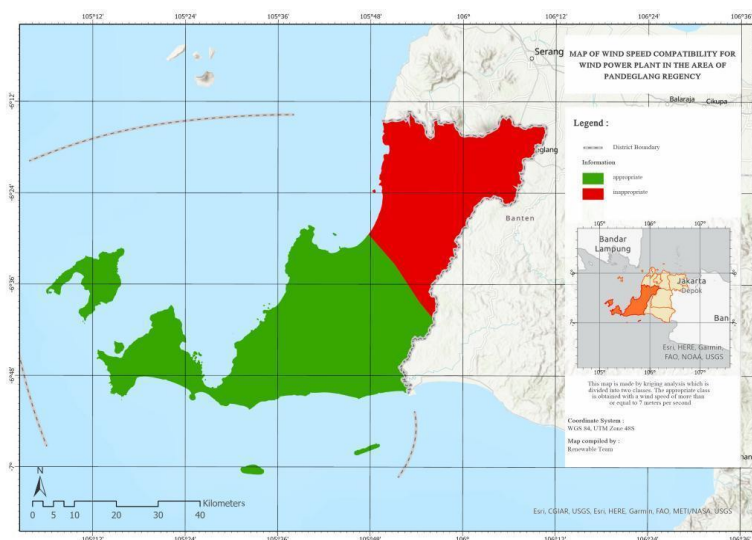 105°12' 105°24' 105°36' 105°48' 106° 106°12' 106°24' 106°36'
Serang
MAP OF WIND SPEED COMPATIBILITY FOR
WIND POWER PLANT IN THE AREA OF
PANDEGLANG REGENCY
Balaraja Cikupa
-6°12'
Legend :
District Boundary
Information
appropriate
inappropriate
glang
-6°24'
Banten
105° 106° 107°
Bandar
Lampung
Jakarta
Depok
Ban
Esri, HERE, Garmin,
FAO, NOAA, USGS
105° 106° 107°
-6°36'
-6°48'
This map is made by kriging analysis which is
divided into two classes. The appropriate class
is obtained with a wind speed of more than
or equal to 7 meters per second
Coordinate System :
WGS 84, UTM Zone 48S
Map compiled by :
Renewable Team
-7°
N
Kilometers
0 5 10 20 30 40
Esri, CGIAR, USGS, Esri, HERE, Garmin, FAO, METI/NASA, USGS
105°12' 105°24' 105°36' 105°48' 106° 106°12' 106°24' 106°36'